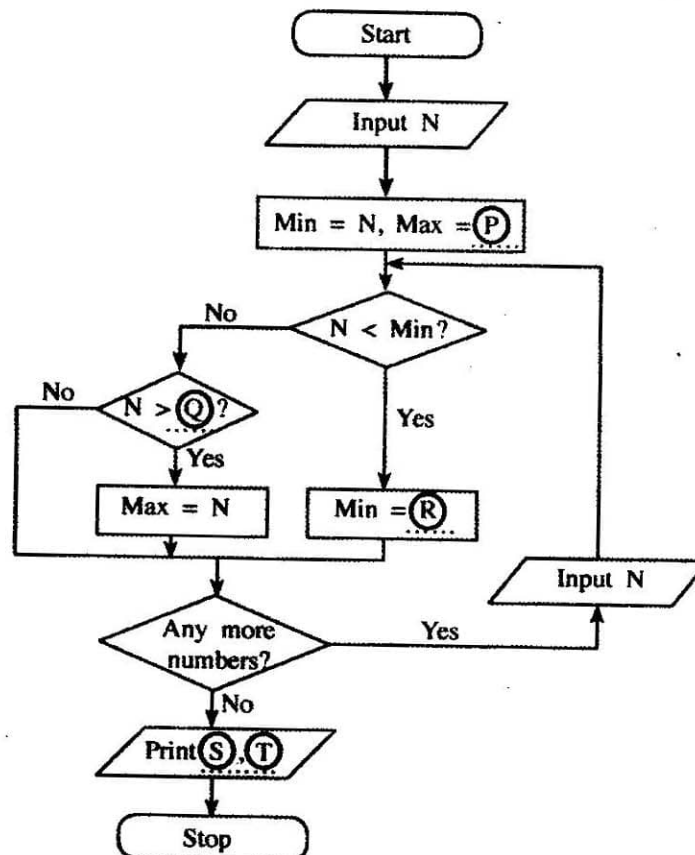 Start
Input N
Min = N, Max = P
N < Min?
No
Yes
No
N > Q ?
Yes
Max = N
Min = R
Input N
Any more
numbers?
Yes
No
Print S, T
Stop